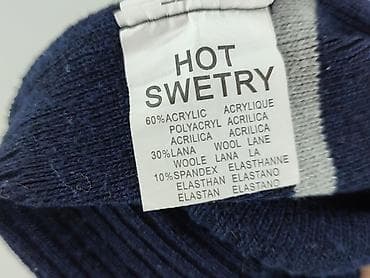 HOT
SWETRY
60%ACRYLIC ACRYLIQUE
POLYACRYL ACRILICA
ACRILICA ACRILICA
30%LANA WOOL LANE
WOOLE LANA LA
10%SPANDEX ELASTHANNE
ELASTHAN ELASTANO
ELASTAN ELASTANO